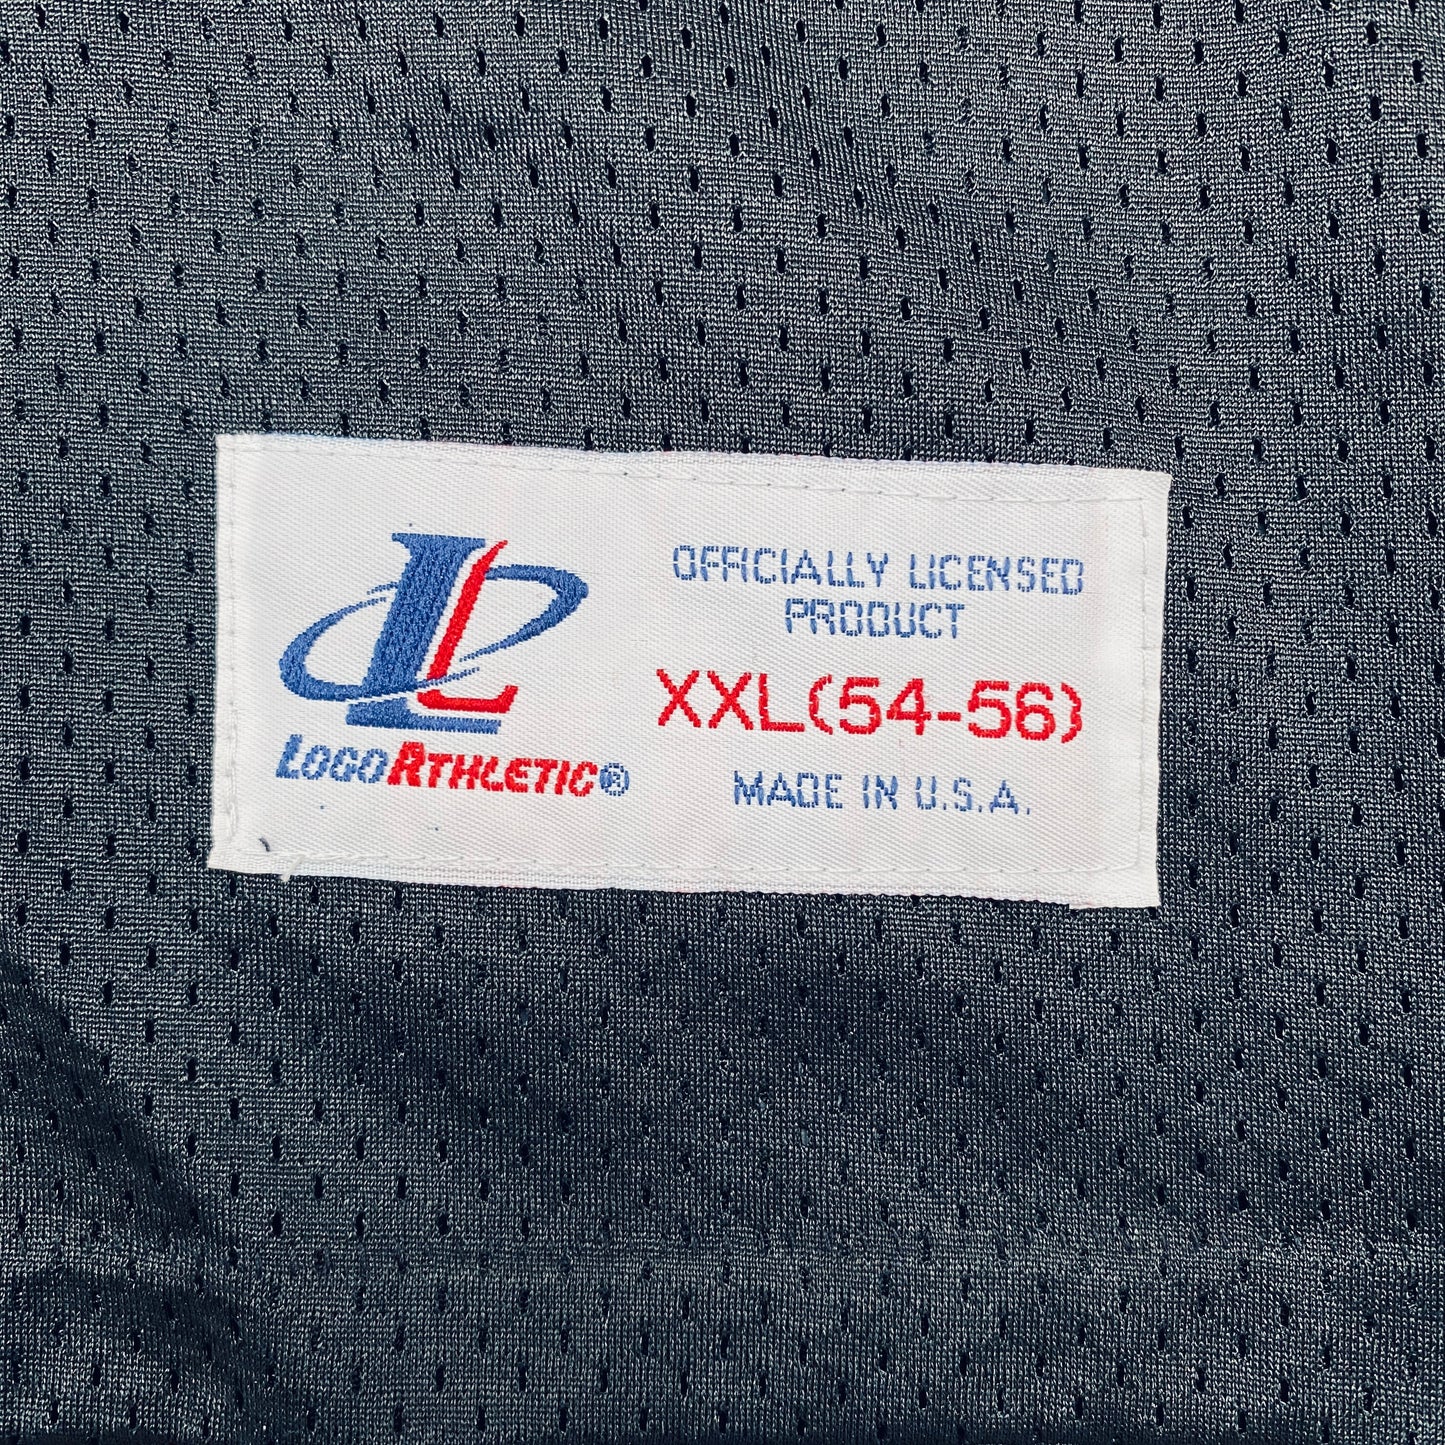 LOGO ATHLETIC®
OFFICIALLY LICENSED
PRODUCT
XXL(54-56)
MADE IN U.S.A.